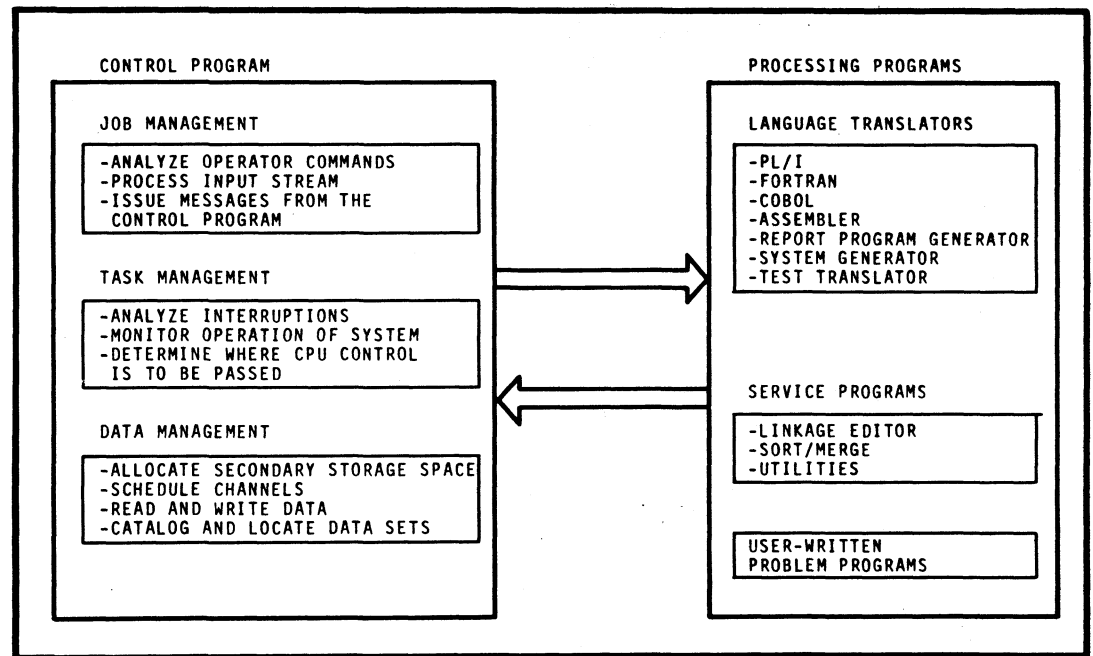 CONTROL PROGRAM
JOB MANAGEMENT
-ANALYZE OPERATOR COMMANDS
-PROCESS INPUT STREAM
-ISSUE MESSAGES FROM THE
CONTROL PROGRAM
TASK MANAGEMENT
-ANALYZE INTERRUPTIONS
-MONITOR OPERATION OF SYSTEM
-DETERMINE WHERE CPU CONTROL
IS TO BE PASSED
DATA MANAGEMENT
-ALLOCATE SECONDARY STORAGE SPACE
-SCHEDULE CHANNELS
-READ AND WRITE DATA
-CATALOG AND LOCATE DATA SETS
PROCESSING PROGRAMS
LANGUAGE TRANSLATORS
-PL/I
-FORTRAN
-COBOL
-ASSEMBLER
-REPORT PROGRAM GENERATOR
-SYSTEM GENERATOR
-TEST TRANSLATOR
SERVICE PROGRAMS
-LINKAGE EDITOR
-SORT/MERGE
-UTILITIES
USER-WRITTEN
PROBLEM PROGRAMS